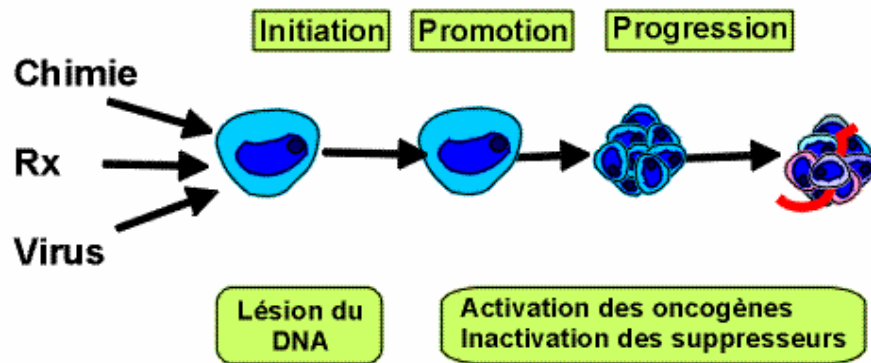 Initiation Promotion Progression
Chimie
Rx
Virus
Lésion du
DNA
Activation des oncogènes
Inactivation des suppresseurs